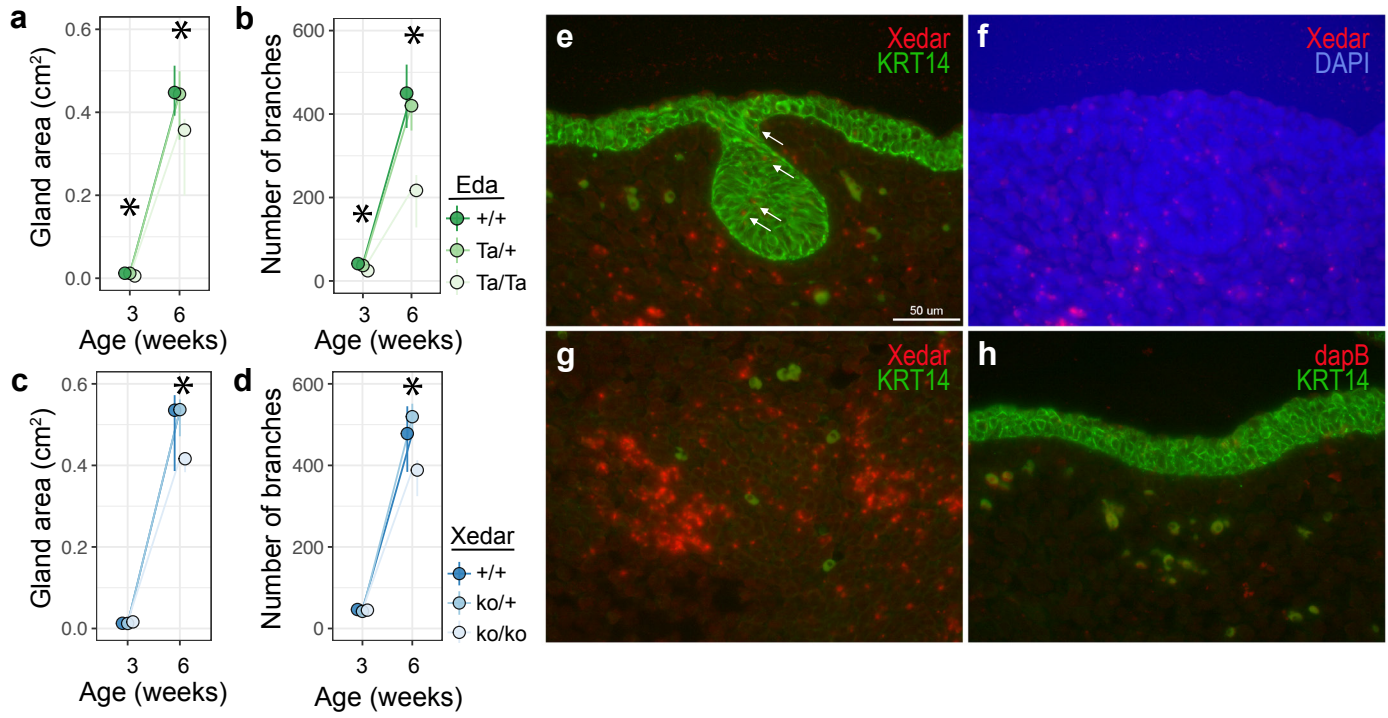 a
Gland area (cm²)
0.6
0.4
0.2
0.0
*
*
3
6
Age (weeks)
b
Number of branches
600
400
200
0
*
*
3
6
Age (weeks)
Eda
+/+
Ta/+
Ta/Ta
c
Gland area (cm²)
0.6
0.4
0.2
0.0
*
3
6
Age (weeks)
d
Number of branches
600
400
200
0
*
3
6
Age (weeks)
Xedar
+/+
ko/+
ko/ko
e
Xedar
KRT14
50 um
f
Xedar
DAPI
g
Xedar
KRT14
h
dapB
KRT14